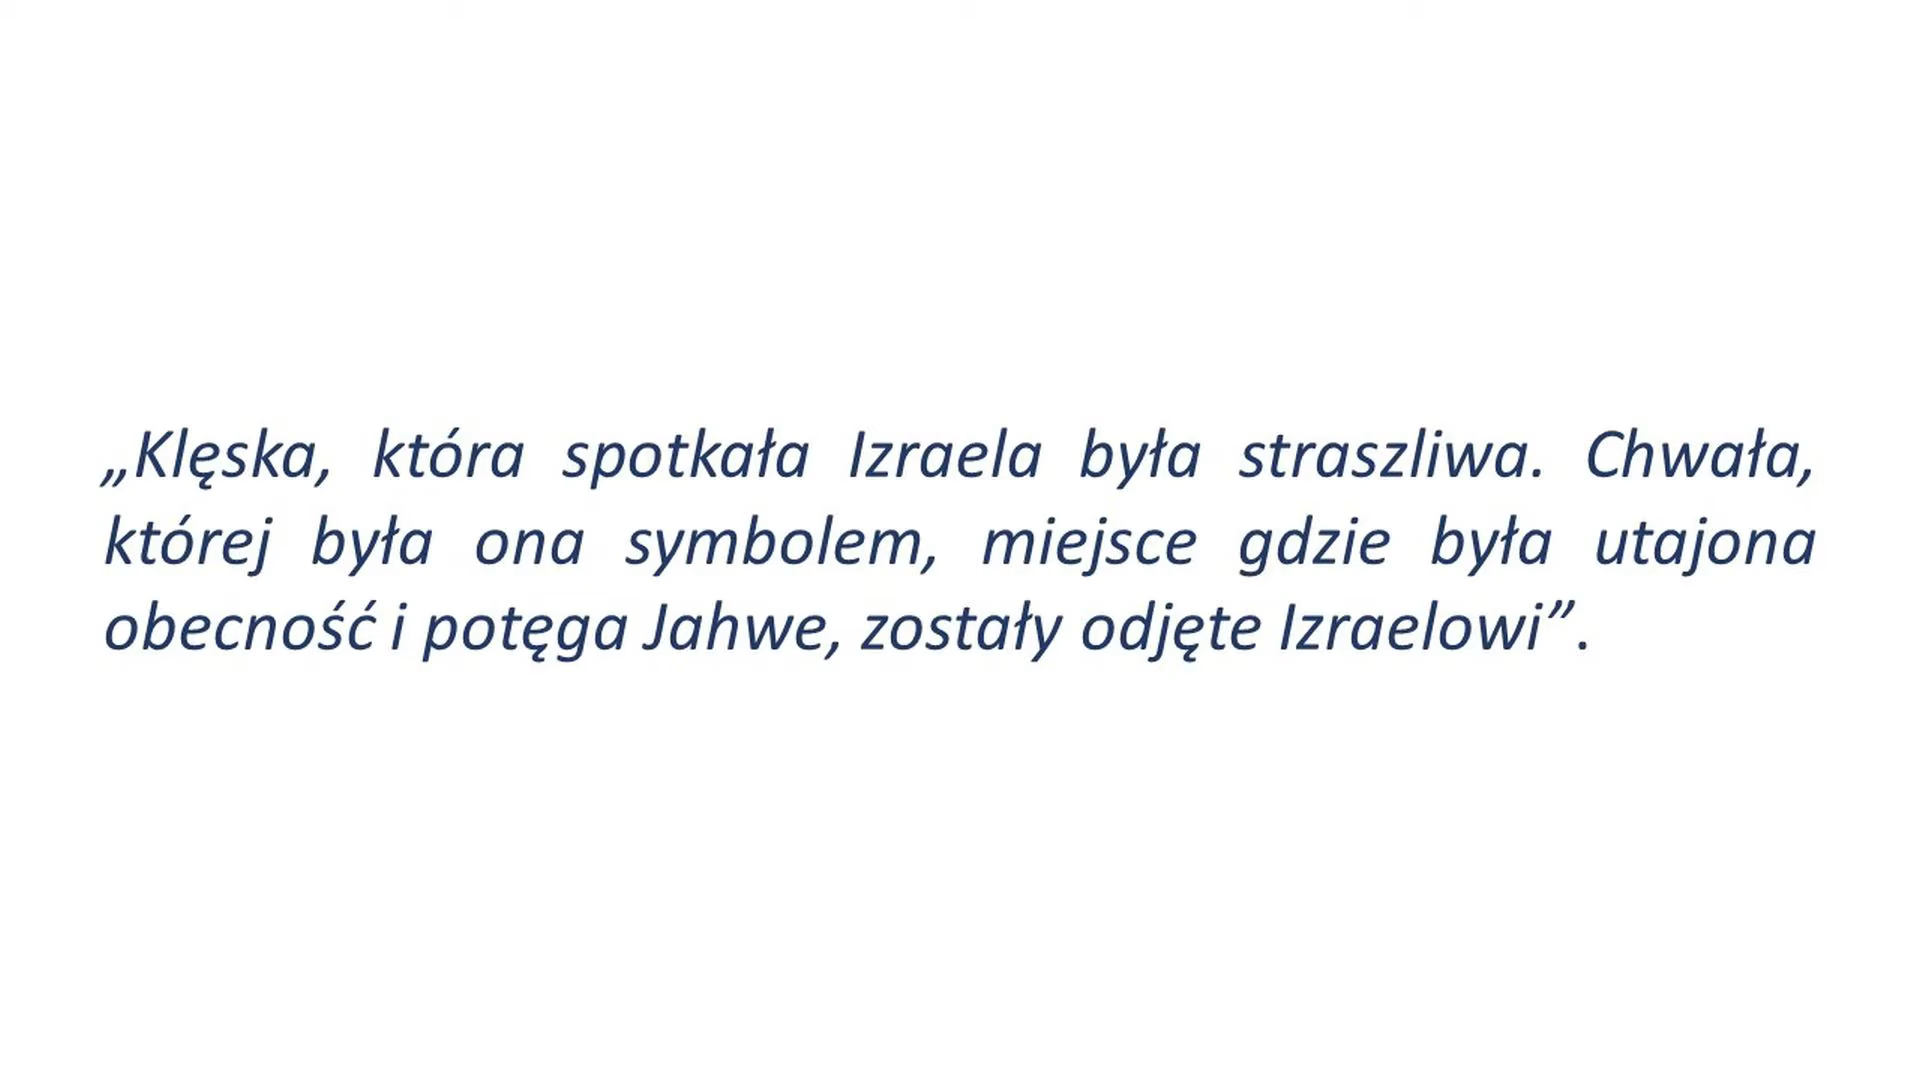 „Klęska, która spotkała Izraela była straszliwa. Chwała,
której była ona symbolem, miejsce gdzie była utajona
obecność i potęga Jahwe, zostały odjęte Izraelowi”.